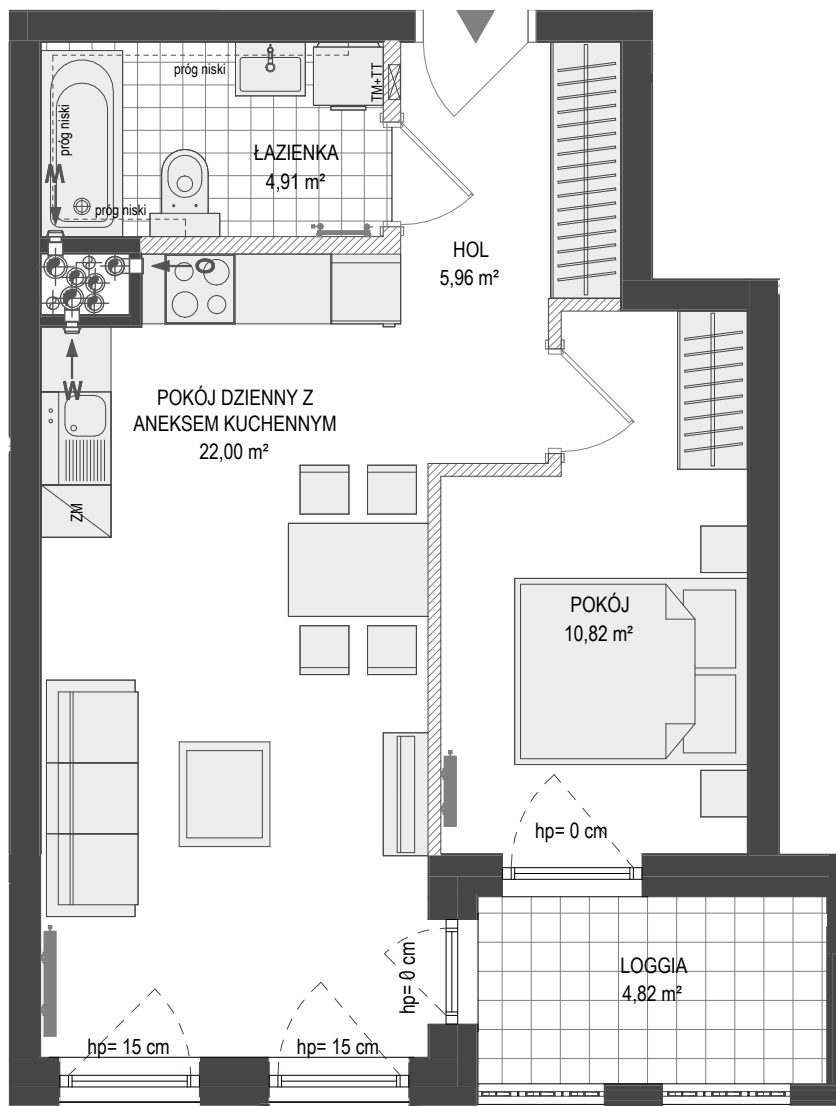 próg niski
TM+TT
próg niski
ŁAZIENKA
4,91 m²
W
próg niski
HOL
5,96 m²
O
W
POKÓJ DZIENNY Z
ANEKSEM KUCHENNYM
22,00 m²
ZM
POKÓJ
10,82 m²
hp= 0 cm
hp= 0 cm
LOGGIA
4,82 m²
hp= 15 cm
hp= 15 cm